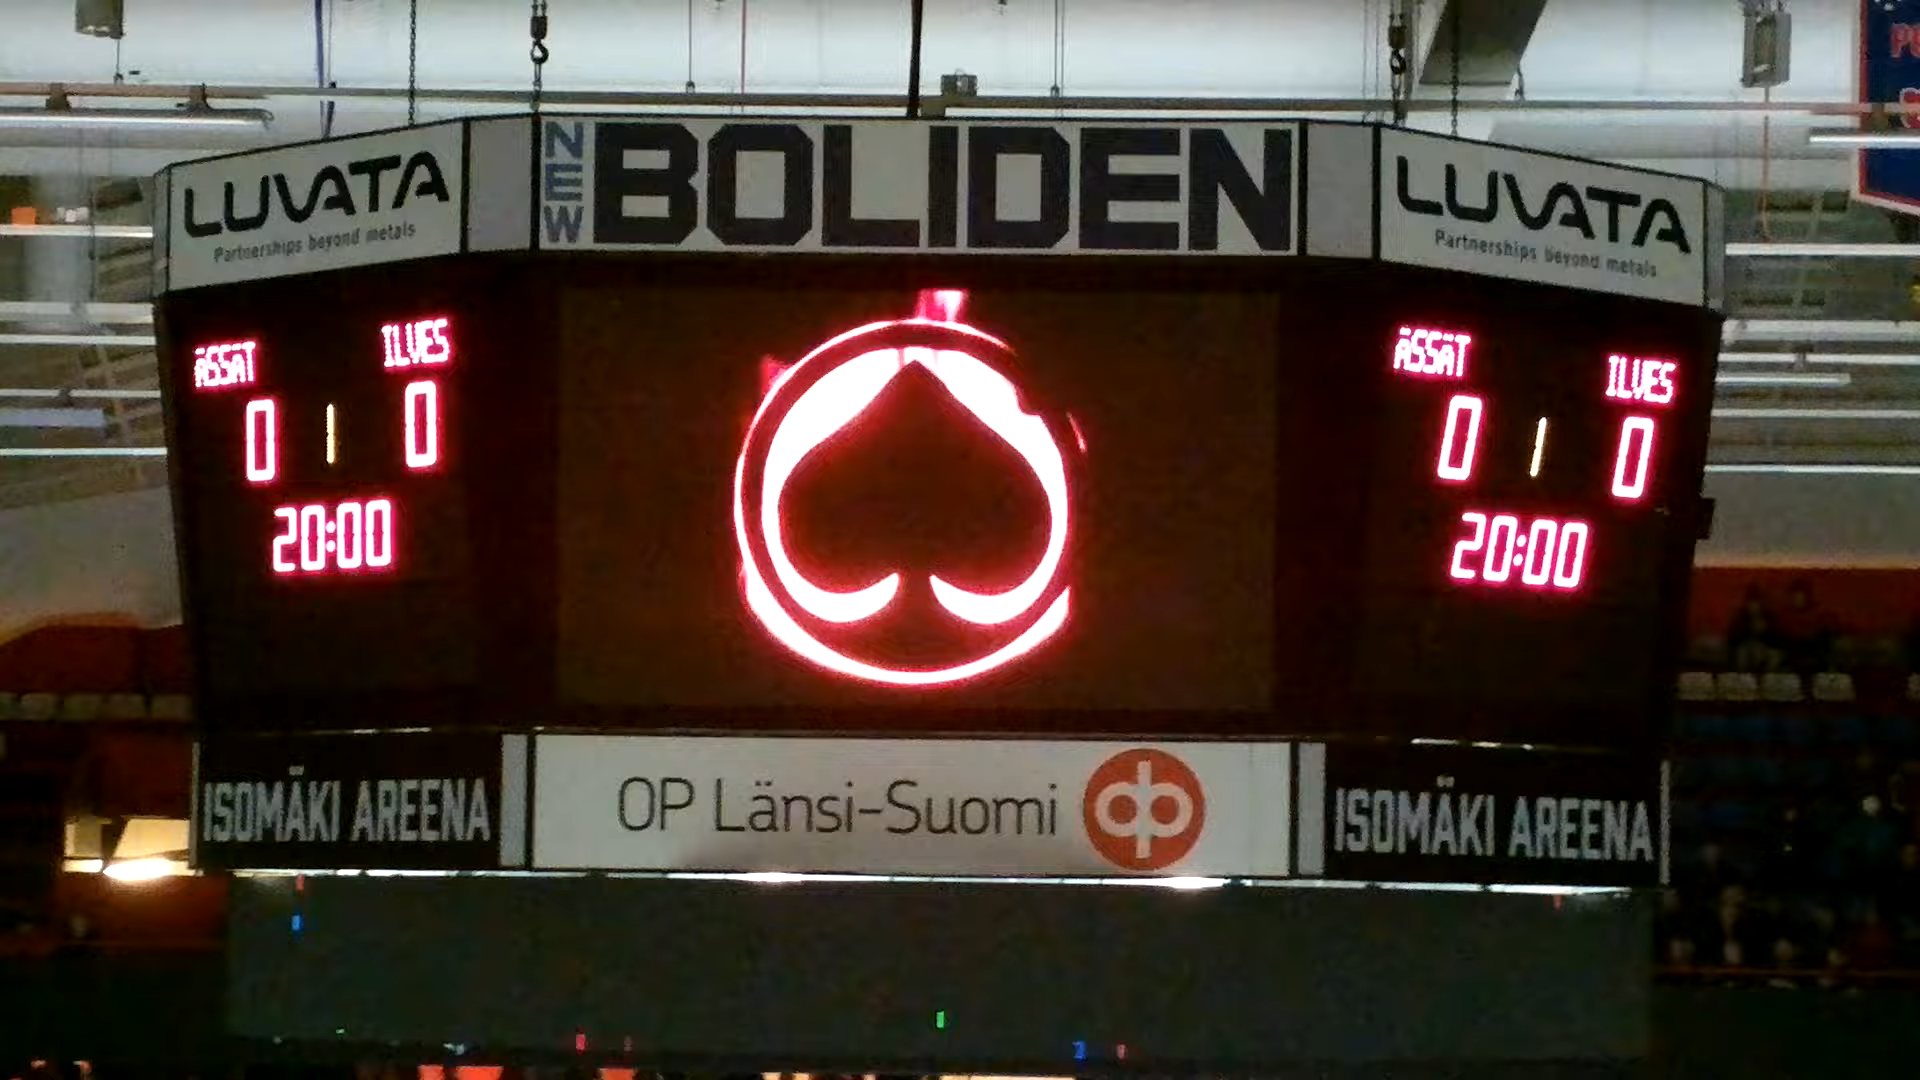 LUVATA
Partnerships beyond metals
NEW BOLIDEN
LUVATA
Partnerships beyond metals
ÄSSÄT ILVES
0 1 0
20:00
ÄSSÄT ILVES
0 1 0
20:00
ISOMÄKI AREENA
OP Länsi-Suomi
ISOMÄKI AREENA